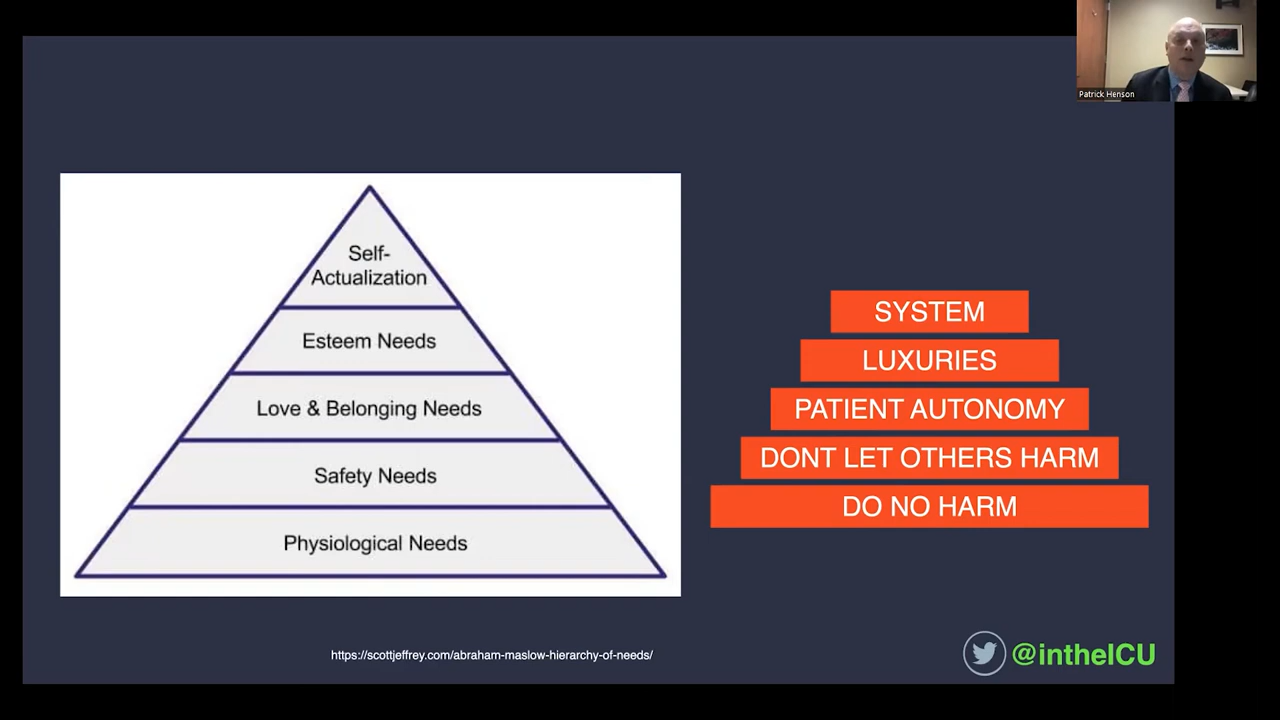 Patrick Henson
Self-
Actualization
Esteem Needs
Love & Belonging Needs
Safety Needs
Physiological Needs
SYSTEM
LUXURIES
PATIENT AUTONOMY
DONT LET OTHERS HARM
DO NO HARM
https://scottjeffrey.com/abraham-maslow-hierarchy-of-needs/
@intheICU